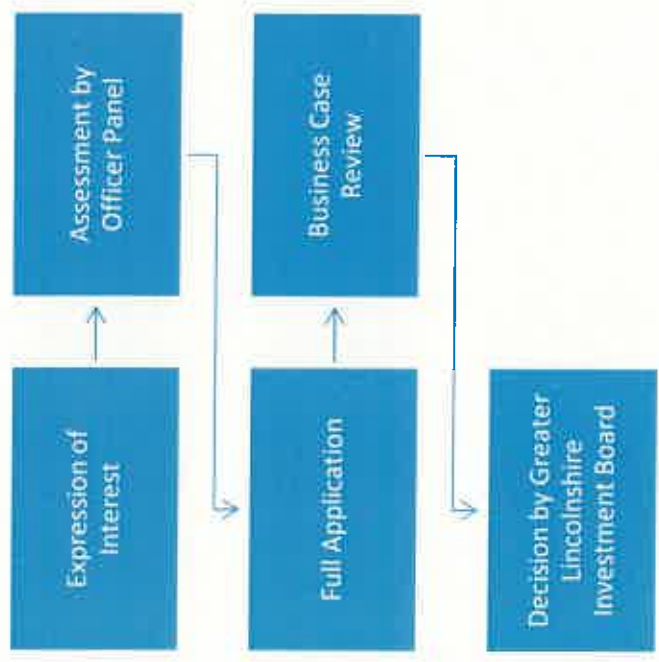 Expression of
Interest
Assessment by
Officer Panel
Full Application
Business Case
Review
Decision by Greater
Lincolnshire
Investment Board